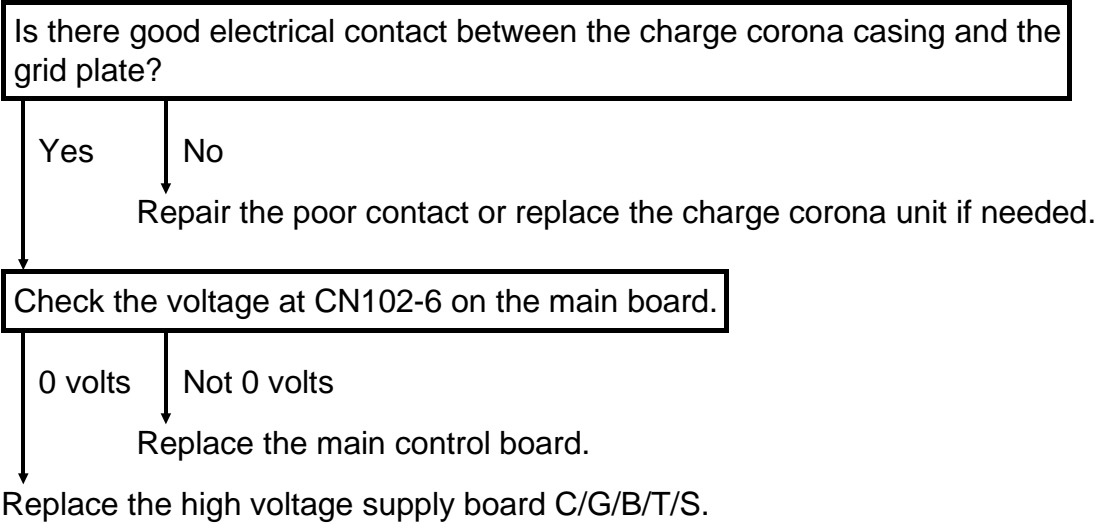 Is there good electrical contact between the charge corona casing and the
grid plate?
Yes
No
Repair the poor contact or replace the charge corona unit if needed.
Check the voltage at CN102-6 on the main board.
0 volts
Not 0 volts
Replace the main control board.
Replace the high voltage supply board C/G/B/T/S.